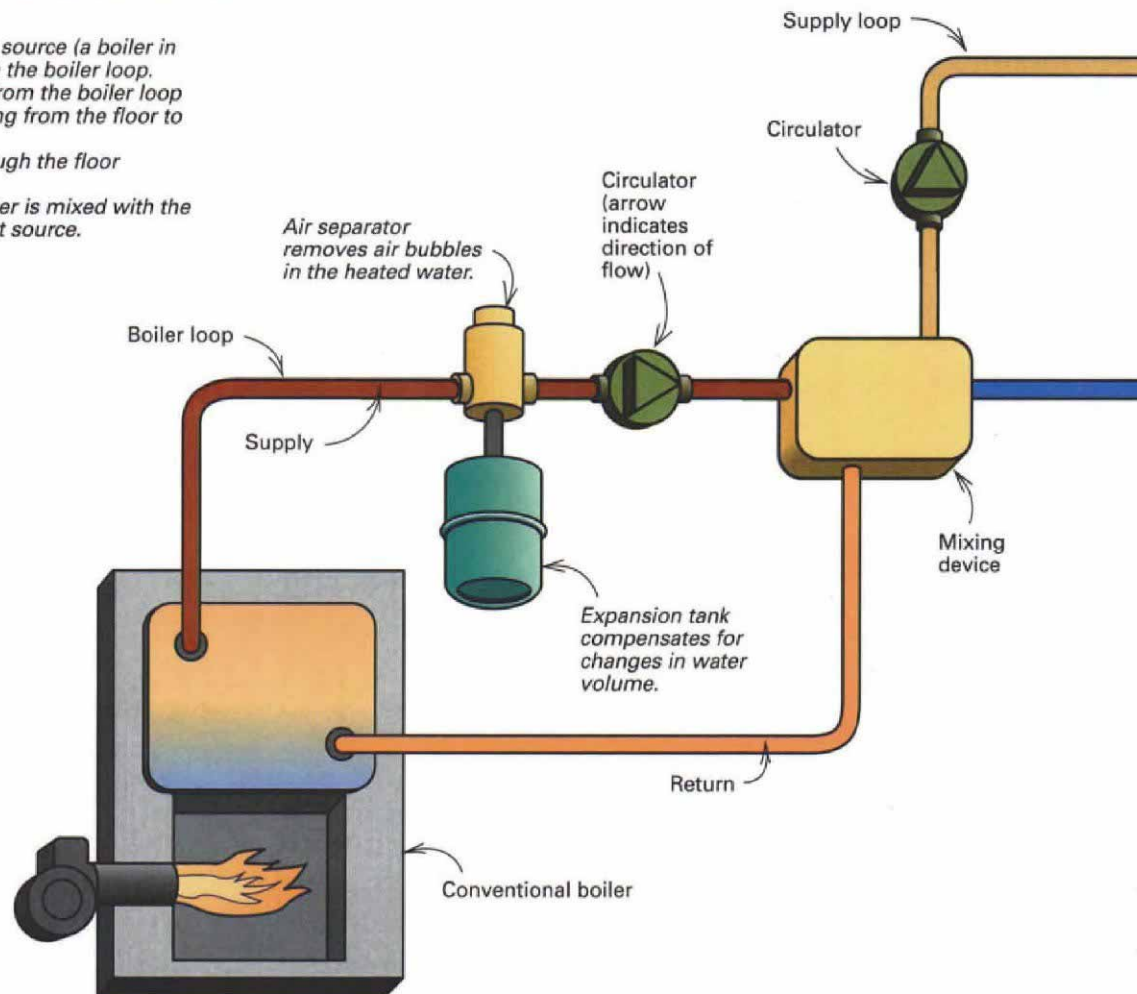 source (a boiler in
the boiler loop.
rom the boiler loop
ng from the floor to
ugh the floor
er is mixed with the
t source.
Supply loop
Circulator
Circulator
(arrow
indicates
direction of
flow)
Air separator
removes air bubbles
in the heated water.
Boiler loop
Supply
Mixing
device
Expansion tank
compensates for
changes in water
volume.
Return
Conventional boiler